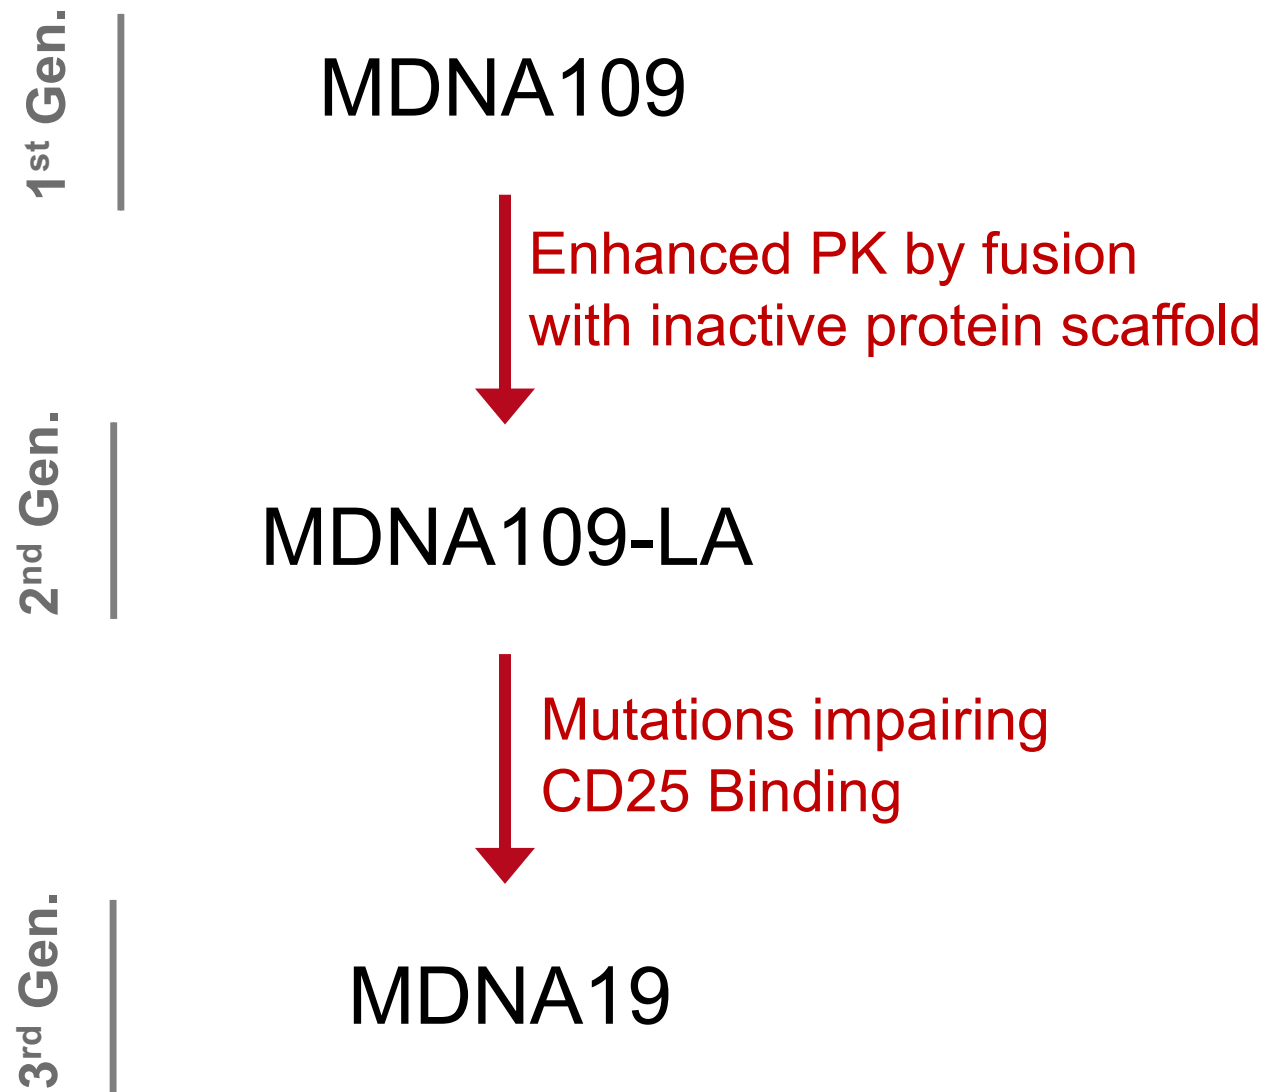 1st Gen.
MDNA109
Enhanced PK by fusion
with inactive protein scaffold
2nd Gen.
MDNA109-LA
Mutations impairing
CD25 Binding
3rd Gen.
MDNA19